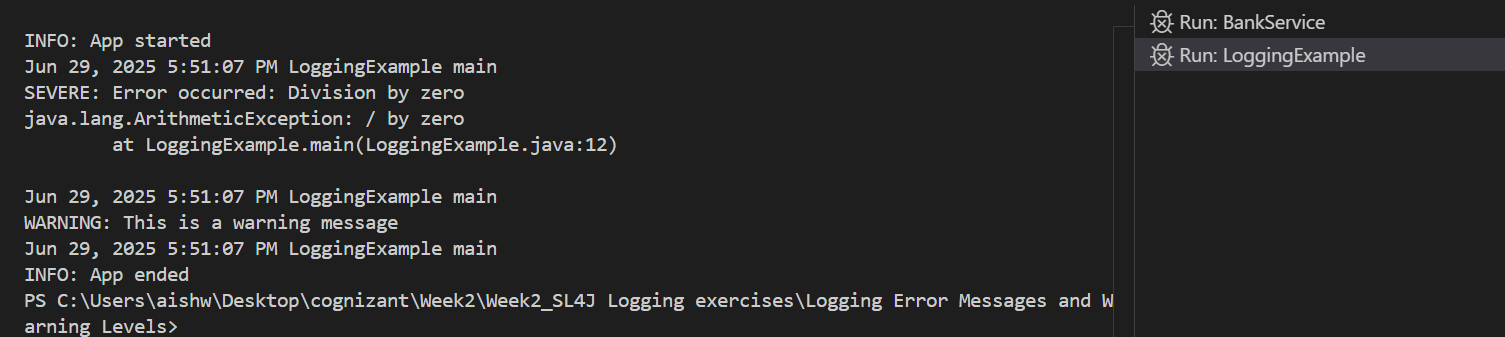 INFO: App started
Jun 29, 2025 5:51:07 PM LoggingExample main
SEVERE: Error occurred: Division by zero
java.lang.ArithmeticException: / by zero
        at LoggingExample.main(LoggingExample.java:12)
Jun 29, 2025 5:51:07 PM LoggingExample main
WARNING: This is a warning message
Jun 29, 2025 5:51:07 PM LoggingExample main
INFO: App ended
PS C:\Users\aishw\Desktop\cognizant\Week2\Week2_SL4J Logging exercises\Logging Error Messages and W
arning Levels>
Run: BankService
Run: LoggingExample